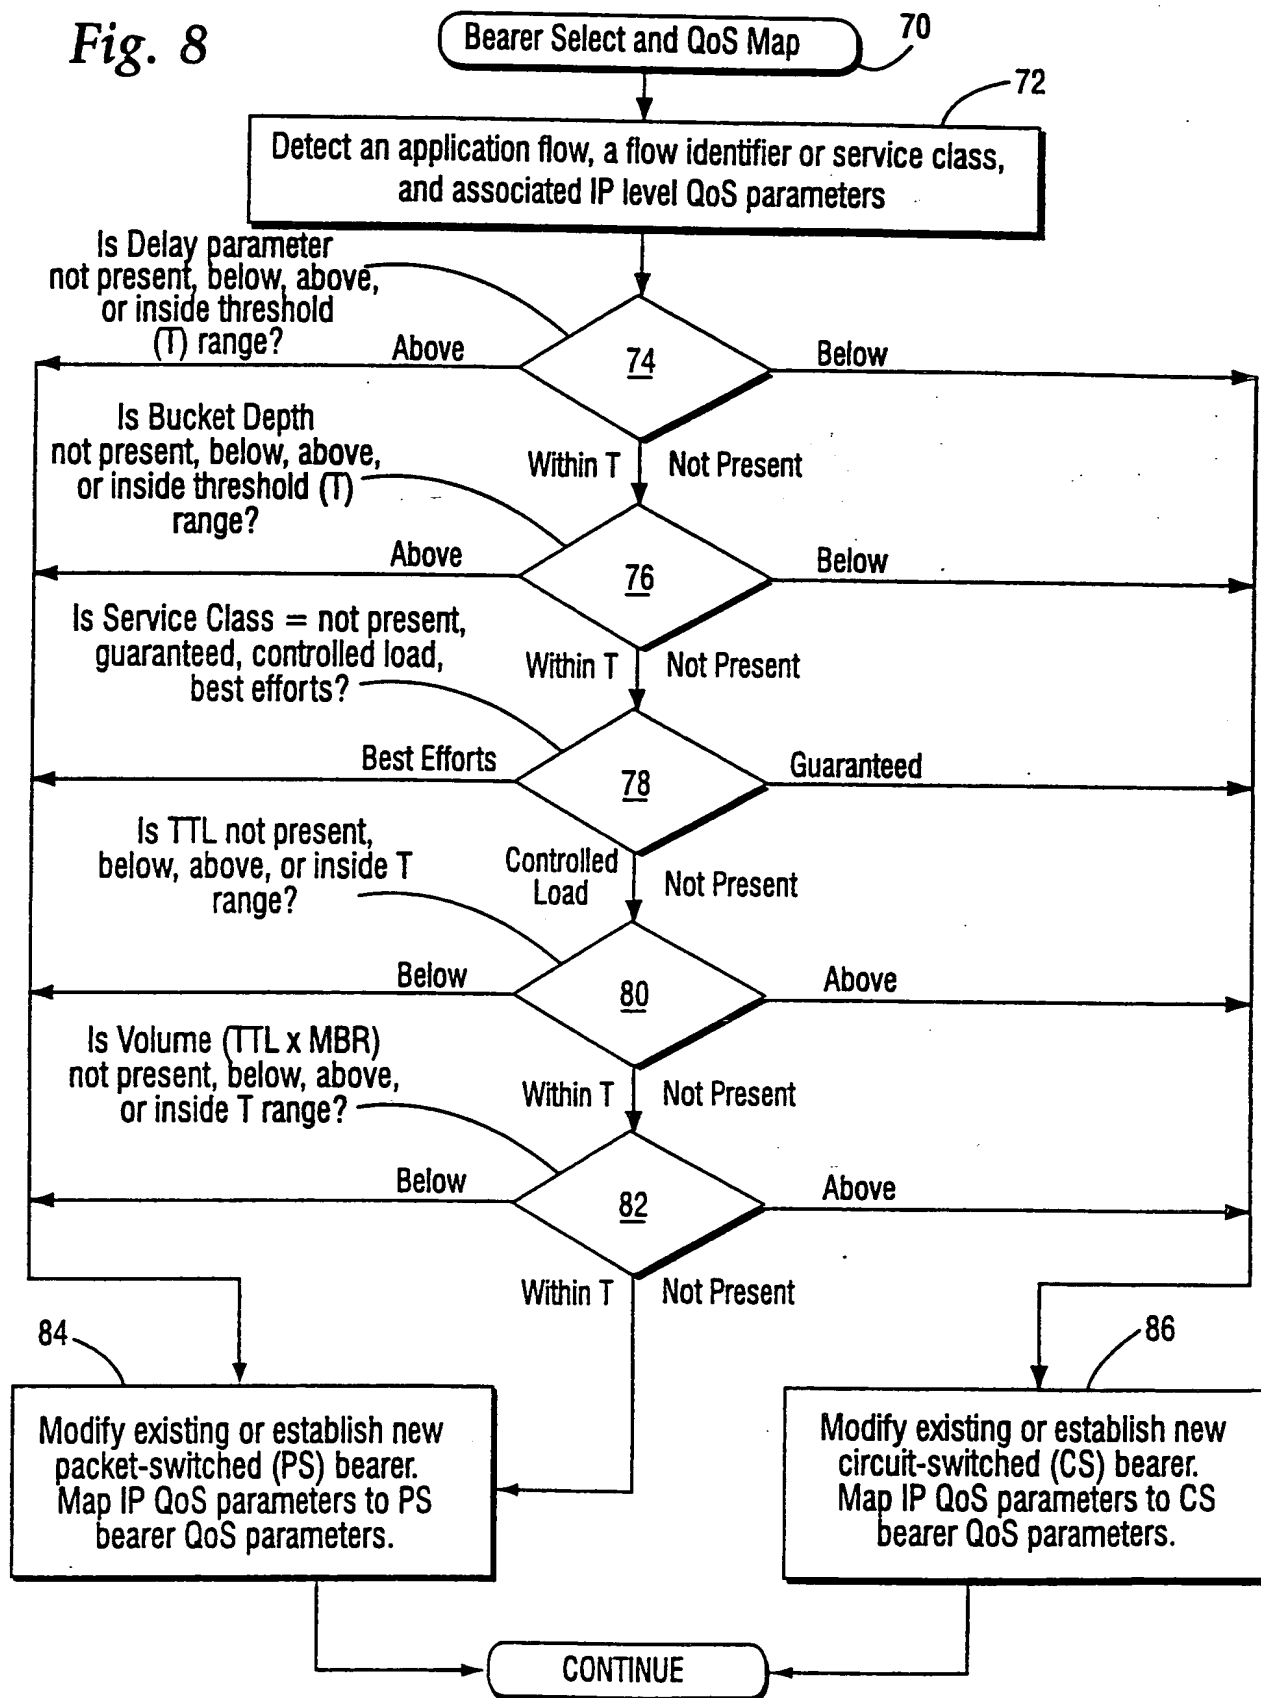 Fig. 8
Bearer Select and QoS Map
70
72
Detect an application flow, a flow identifier or service class,
and associated IP level QoS parameters
Is Delay parameter
not present, below, above,
or inside threshold
(T) range?
Above
74
Below
Within T
Not Present
Is Bucket Depth
not present, below, above,
or inside threshold (T)
range?
Above
76
Below
Within T
Not Present
Is Service Class = not present,
guaranteed, controlled load,
best efforts?
Best Efforts
78
Guaranteed
Controlled
Load
Not Present
Is TTL not present,
below, above, or inside T
range?
Below
80
Above
Within T
Not Present
Is Volume (TTL x MBR)
not present, below, above,
or inside T range?
Below
82
Above
Within T
Not Present
84
Modify existing or establish new
packet-switched (PS) bearer.
Map IP QoS parameters to PS
bearer QoS parameters.
86
Modify existing or establish new
circuit-switched (CS) bearer.
Map IP QoS parameters to CS
bearer QoS parameters.
CONTINUE